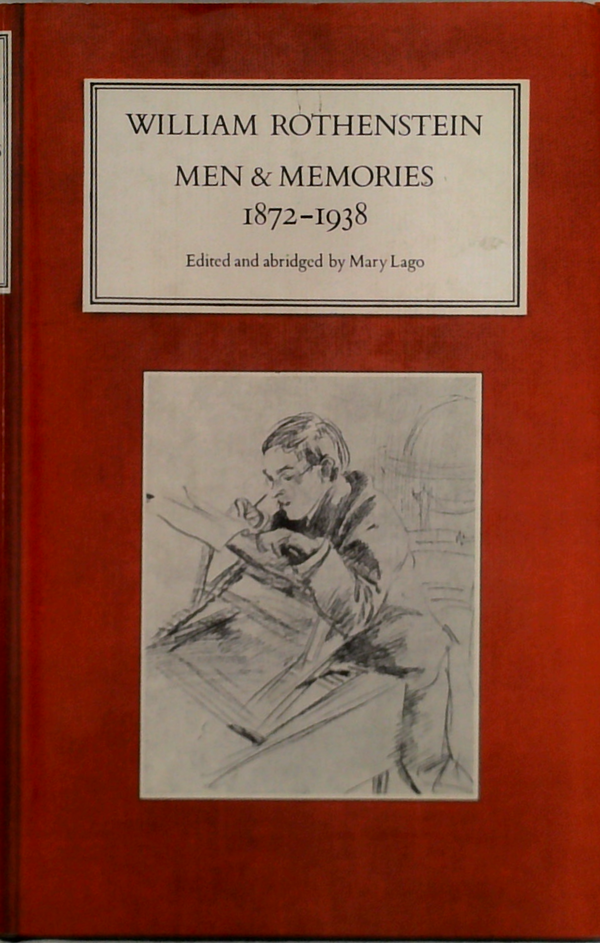 WILLIAM ROTHENSTEIN
MEN & MEMORIES
1872–1938
Edited and abridged by Mary Lago